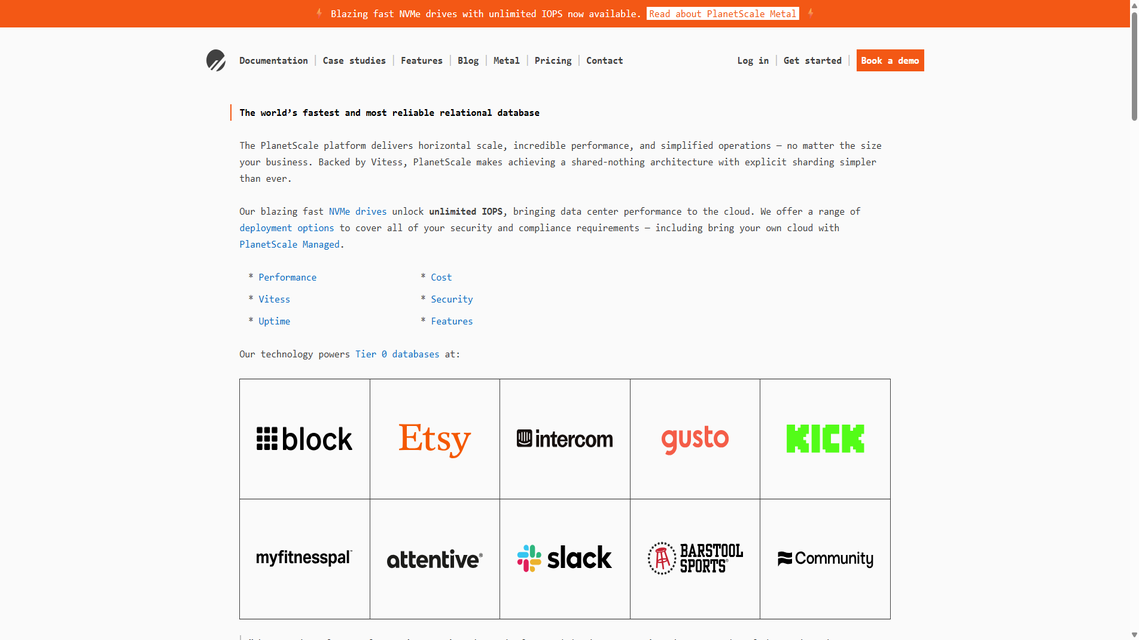 Blazing fast NVMe drives with unlimited IOPS now available. Read about PlanetScale Metal
Documentation | Case studies | Features | Blog | Metal | Pricing | Contact
Log in | Get started | Book a demo
The world's fastest and most reliable relational database
The PlanetScale platform delivers horizontal scale, incredible performance, and simplified operations — no matter the size
your business. Backed by Vitess, PlanetScale makes achieving a shared-nothing architecture with explicit sharding simpler
than ever.
Our blazing fast NVMe drives unlock unlimited IOPS, bringing data center performance to the cloud. We offer a range of
deployment options to cover all of your security and compliance requirements — including bring your own cloud with
PlanetScale Managed.
* Performance
* Cost
* Vitess
* Security
* Uptime
* Features
Our technology powers Tier 0 databases at:
block
Etsy
intercom
gusto
KICK
myfitnesspal
attentive®
slack
BARSTOOL
SPORTS
Community